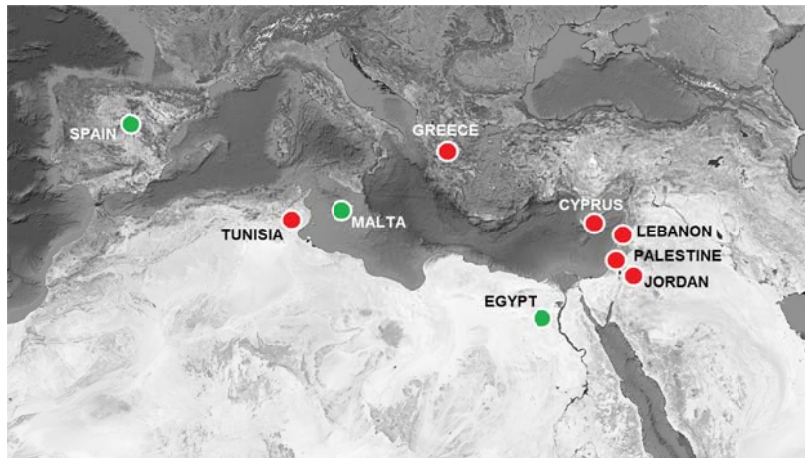 SPAIN
GREECE
CYPRUS
TUNISIA
MALTA
LEBANON
PALESTINE
JORDAN
EGYPT